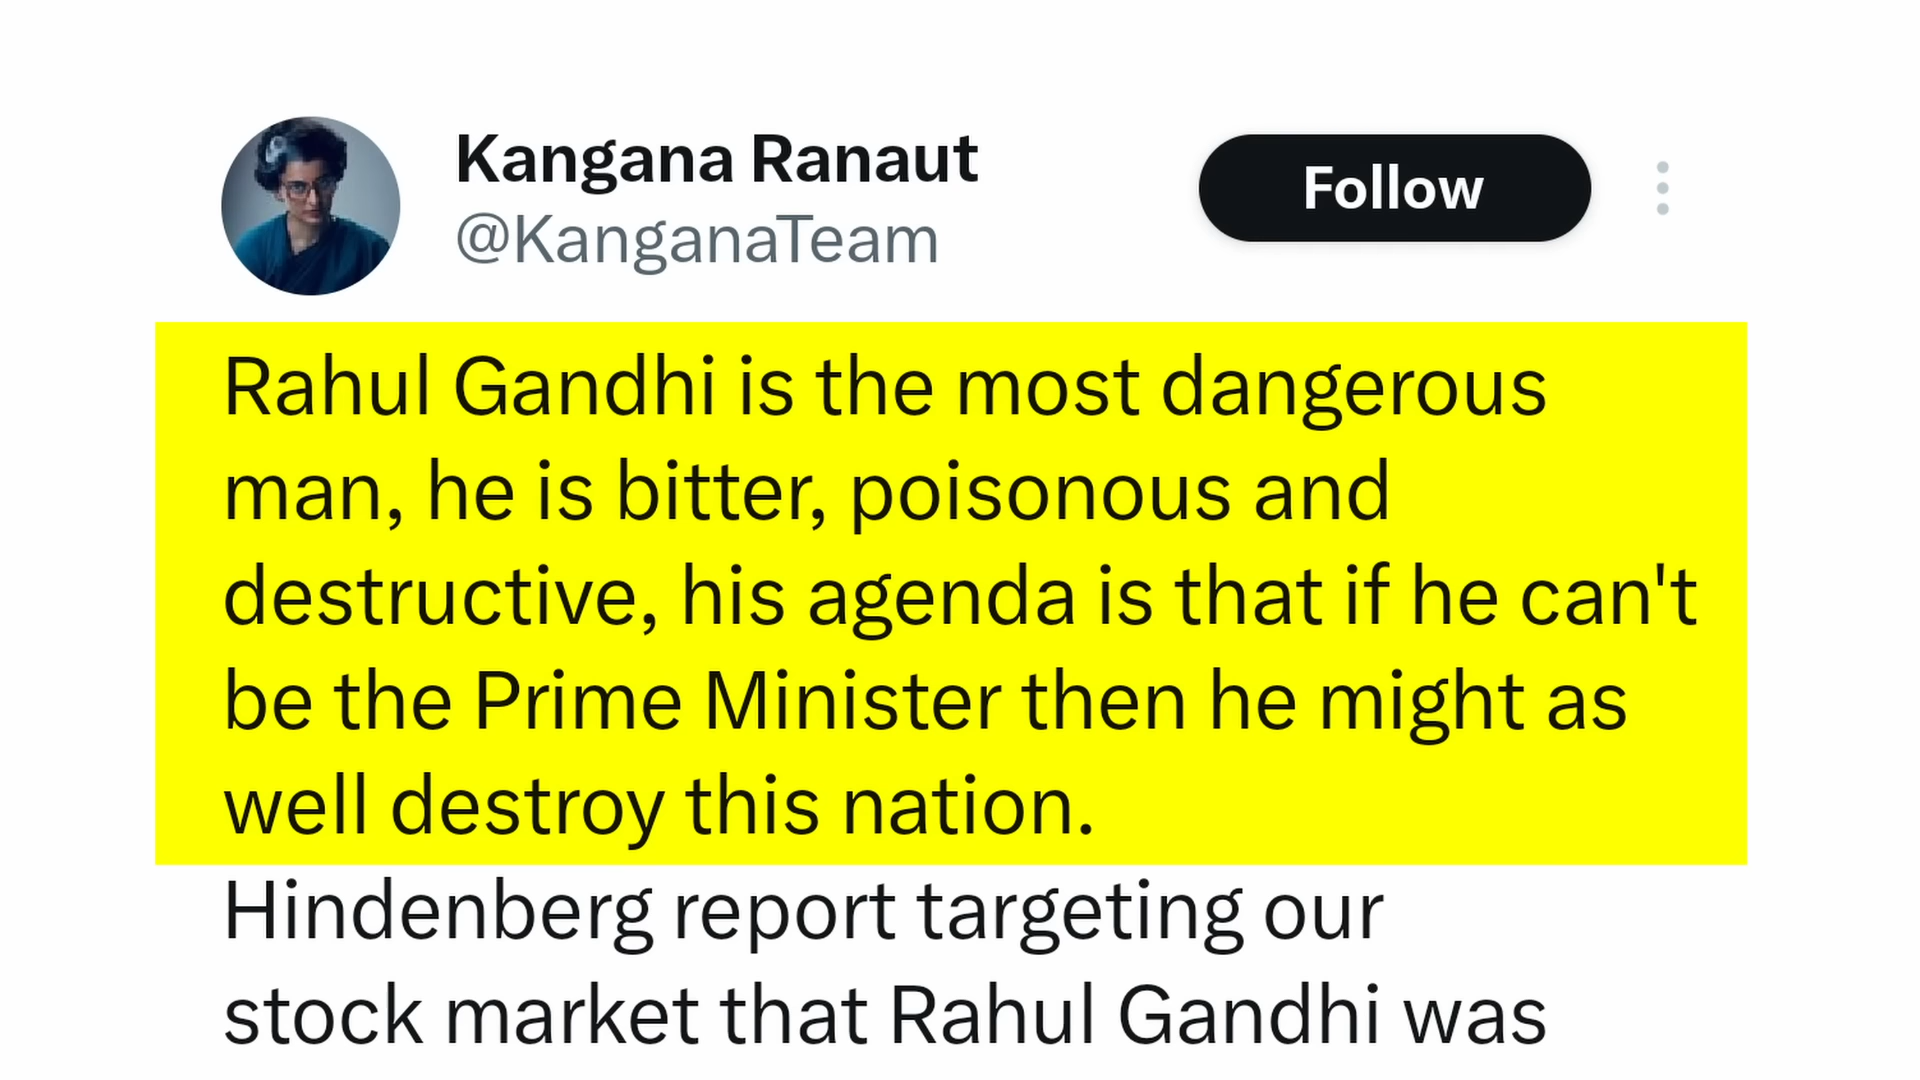 Kangana Ranaut
@KanganaTeam
Follow
Rahul Gandhi is the most dangerous
man, he is bitter, poisonous and
destructive, his agenda is that if he can't
be the Prime Minister then he might as
well destroy this nation.
Hindenberg report targeting our
stock market that Rahul Gandhi was